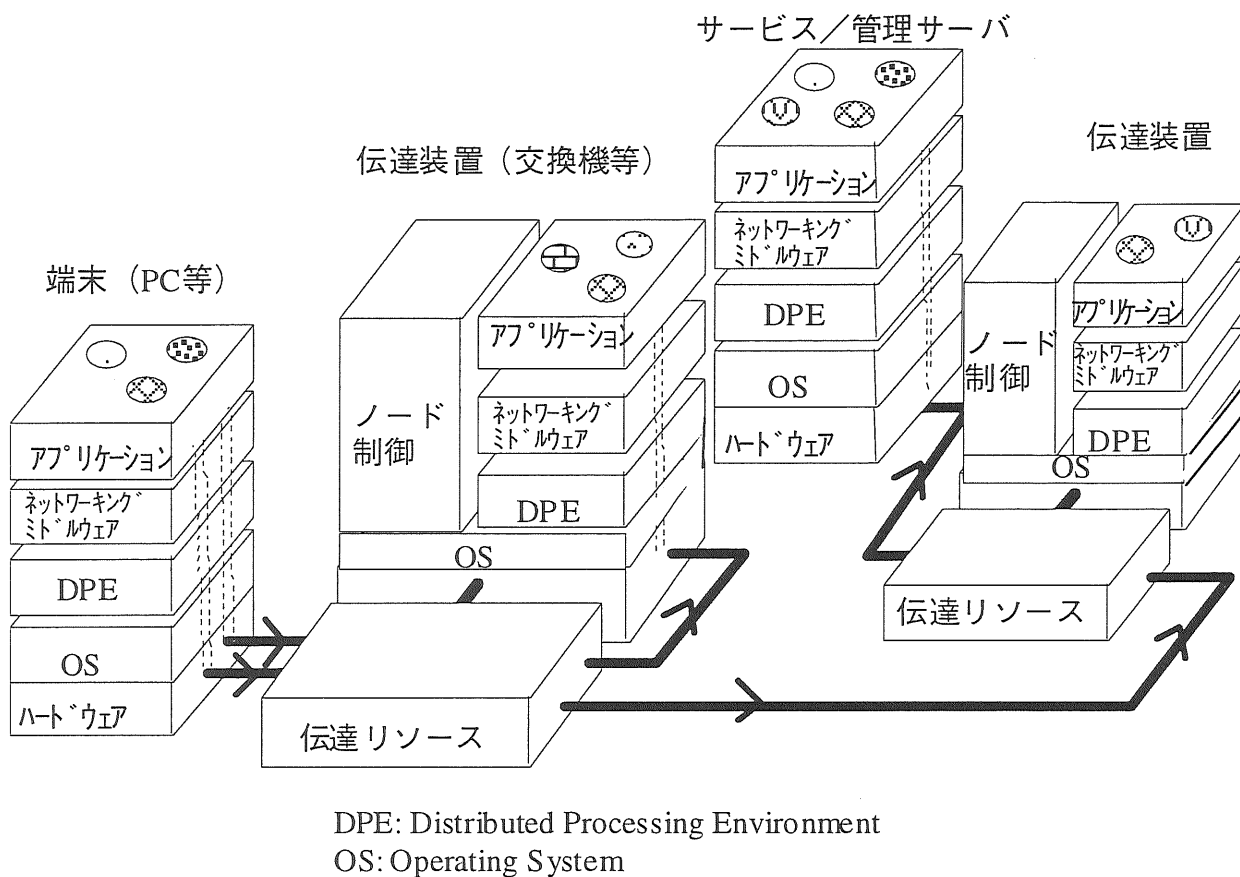 サービス／管理サーバ
伝達装置（交換機等）
伝達装置
端末（PC等）
アプリケーション
ネットワーキング
ミドルウェア
DPE
OS
ハードウェア
ノード
制御
アプリケーション
ネットワーキング
ミドルウェア
DPE
OS
伝達リソース
アプリケーション
ネットワーキング
ミドルウェア
DPE
OS
ハードウェア
ノード
制御
アプリケーション
ネットワーキング
ミドルウェア
DPE
OS
伝達リソース
DPE: Distributed Processing Environment
OS: Operating System